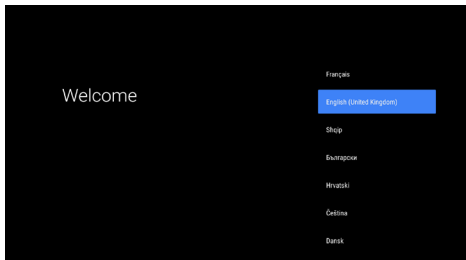 Welcome
Français
English (United Kingdom)
Shqip
Български
Hrvatski
Čeština
Dansk